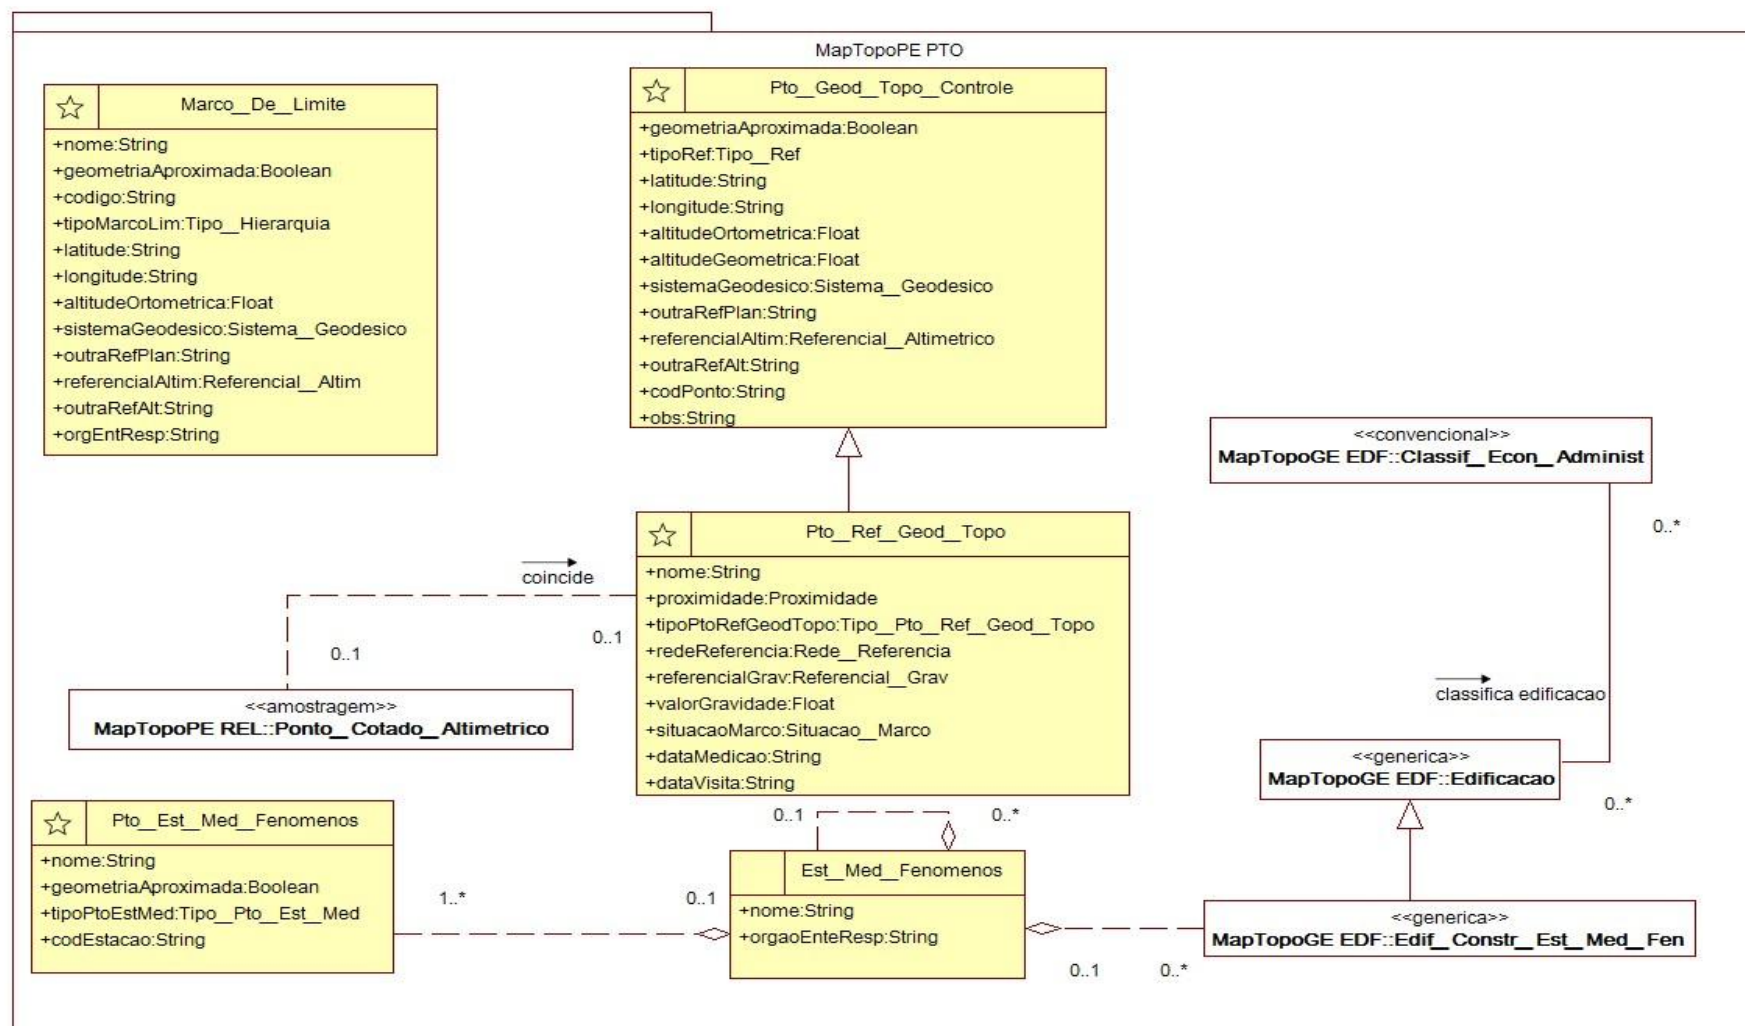 MapTopoPE PTO
Marco__De__Limite
+nome:String
+geometriaAproximada:Boolean
+codigo:String
+tipoMarcoLim:Tipo__Hierarquia
+latitude:String
+longitude:String
+altitudeOrtometrica:Float
+sistemaGeodesico:Sistema__Geodesico
+outraRefPlan:String
+referencialAltim:Referencial__Altim
+outraRefAlt:String
+orgEntResp:String
Pto__Geod__Topo__Controle
+geometriaAproximada:Boolean
+tipoRef:Tipo__Ref
+latitude:String
+longitude:String
+altitudeOrtometrica:Float
+altitudeGeometrica:Float
+sistemaGeodesico:Sistema__Geodesico
+outraRefPlan:String
+referencialAltim:Referencial__Altimetrico
+outraRefAlt:String
+codPonto:String
+obs:String
<<convencional>>
MapTopoGE EDF::Classif__Econ__Administ
0..*
classifica edificacao
Pto__Ref__Geod__Topo
+nome:String
+proximidade:Proximidade
+tipoPtoRefGeodTopo:Tipo__Pto__Ref__Geod__Topo
+redeReferencia:Rede__Referencia
+referencialGrav:Referencial__Grav
+valorGravidade:Float
+situacaoMarco:Situacao__Marco
+dataMedicao:String
+dataVisita:String
coincide
0..1
0..1
<<amostragem>>
MapTopoPE REL::Ponto__Cotado__Altimetrico
<<generica>>
MapTopoGE EDF::Edificacao
0..*
Pto__Est__Med__Fenomenos
+nome:String
+geometriaAproximada:Boolean
+tipoPtoEstMed:Tipo__Pto__Est__Med
+codEstacao:String
1..*
0..1
0..1
0..*
Est__Med__Fenomenos
+nome:String
+orgaoEnteResp:String
0..1
0..*
<<generica>>
MapTopoGE EDF::Edif__Constr__Est__Med__Fen